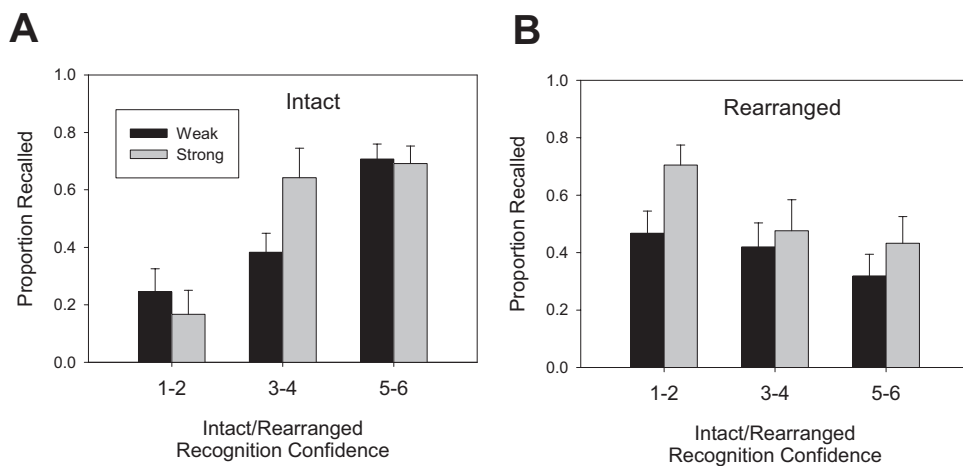 A
Intact
Weak
Strong
Proportion Recalled
1.0
0.8
0.6
0.4
0.2
0.0
1-2 3-4 5-6
Intact/Rearranged
Recognition Confidence
B
Rearranged
Proportion Recalled
1.0
0.8
0.6
0.4
0.2
0.0
1-2 3-4 5-6
Intact/Rearranged
Recognition Confidence